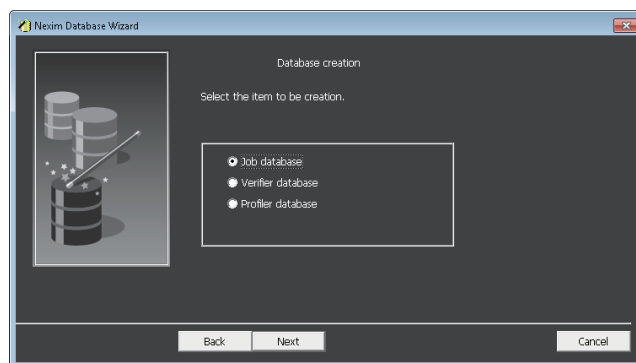 Nexim Database Wizard
Database creation
Select the item to be creation.
Job database
Verifier database
Profiler database
Back
Next
Cancel